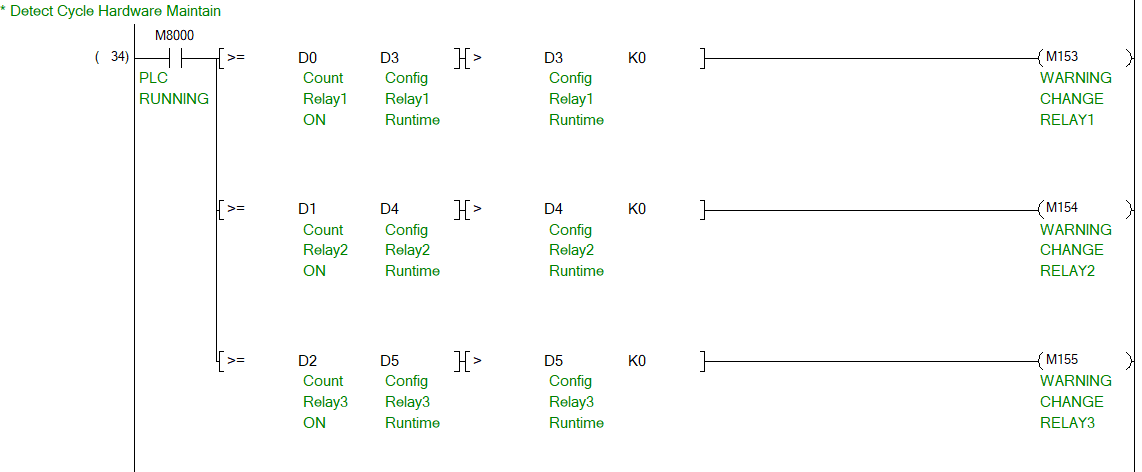 * Detect Cycle Hardware Maintain
M8000
( 34) [ >= D0 D3 ][ > D3 K0 ] (M153 )
PLC Count Config Config WARNING
RUNNING Relay1 Relay1 Relay1 CHANGE
ON Runtime Runtime RELAY1
[ >= D1 D4 ][ > D4 K0 ] (M154 )
Count Config Config WARNING
Relay2 Relay2 Relay2 CHANGE
ON Runtime Runtime RELAY2
[ >= D2 D5 ][ > D5 K0 ] (M155 )
Count Config Config WARNING
Relay3 Relay3 Relay3 CHANGE
ON Runtime Runtime RELAY3